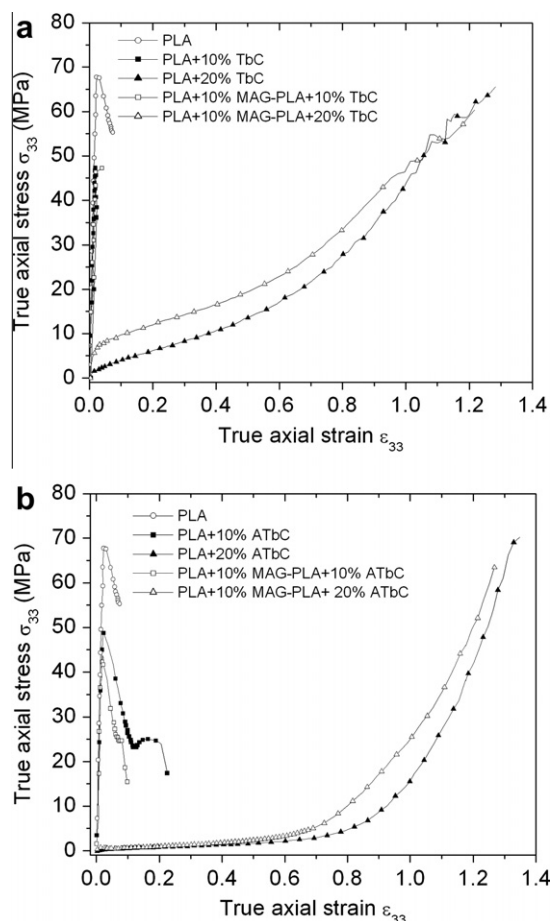 a
80
70
60
50
40
30
20
10
0
True axial stress σ33 (MPa)
PLA
PLA+10% TbC
PLA+20% TbC
PLA+10% MAG-PLA+10% TbC
PLA+10% MAG-PLA+20% TbC
0.0 0.2 0.4 0.6 0.8 1.0 1.2 1.4
True axial strain ε33
b
80
70
60
50
40
30
20
10
0
True axial stress σ33 (MPa)
PLA
PLA+10% ATbC
PLA+20% ATbC
PLA+10% MAG-PLA+10% ATbC
PLA+10% MAG-PLA+ 20% ATbC
0.0 0.2 0.4 0.6 0.8 1.0 1.2 1.4
True axial strain ε33